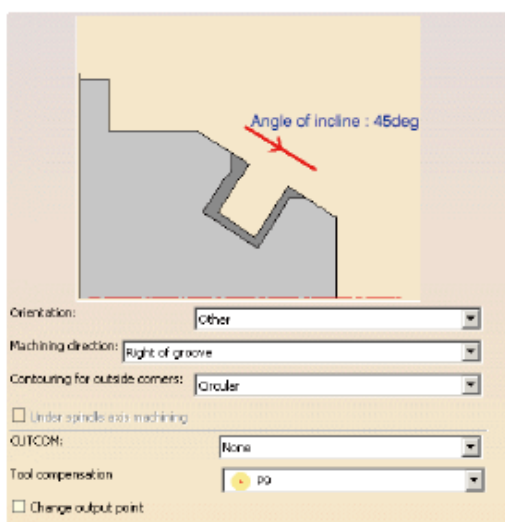 Angle of incline : 45deg
Orientation: Other
Machining direction: Right of groove
Contouring for outside corners: Circular
Under spindle axis machining
CUTCOM: None
Tool compensation P9
Change output point